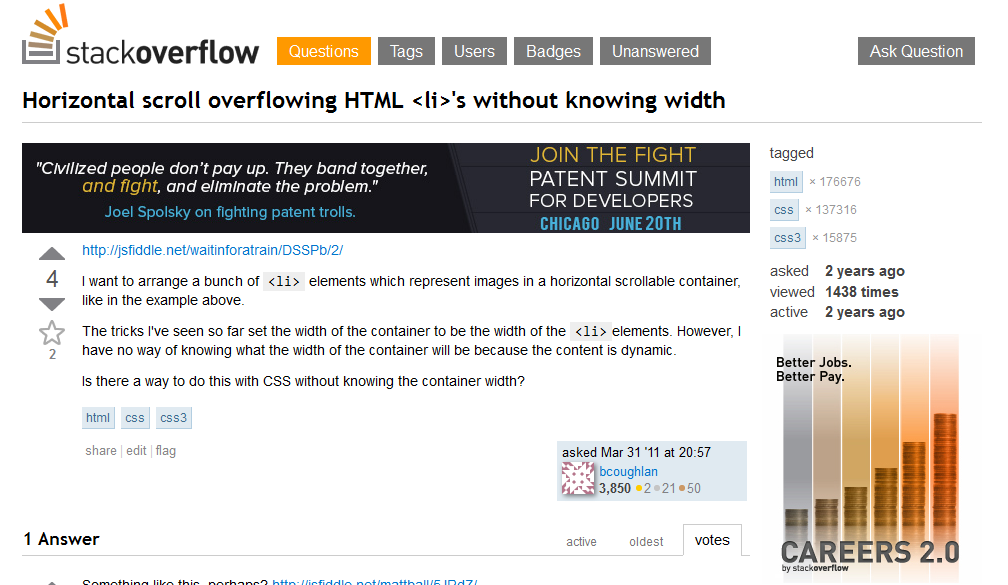 stackoverflow
Questions Tags Users Badges Unanswered Ask Question
Horizontal scroll overflowing HTML <li>'s without knowing width
"Civilized people don't pay up. They band together,
and fight, and eliminate the problem."
Joel Spolsky on fighting patent trolls.
JOIN THE FIGHT
PATENT SUMMIT
FOR DEVELOPERS
CHICAGO JUNE 20TH
4
2
http://jsfiddle.net/waitinforatrain/DSSPb/2/
I want to arrange a bunch of <li> elements which represent images in a horizontal scrollable container,
like in the example above.
The tricks I've seen so far set the width of the container to be the width of the <li> elements. However, I
have no way of knowing what the width of the container will be because the content is dynamic.
Is there a way to do this with CSS without knowing the container width?
html css css3
share | edit | flag
asked Mar 31 '11 at 20:57
bcoughlan
3,850 2 21 50
1 Answer
active oldest votes
Something like this, perhaps? http://jsfiddle.net/mattball/5JRdZ/
tagged
html × 176676
css × 137316
css3 × 15875
asked 2 years ago
viewed 1438 times
active 2 years ago
Better Jobs.
Better Pay.
CAREERS 2.0
by stackoverflow